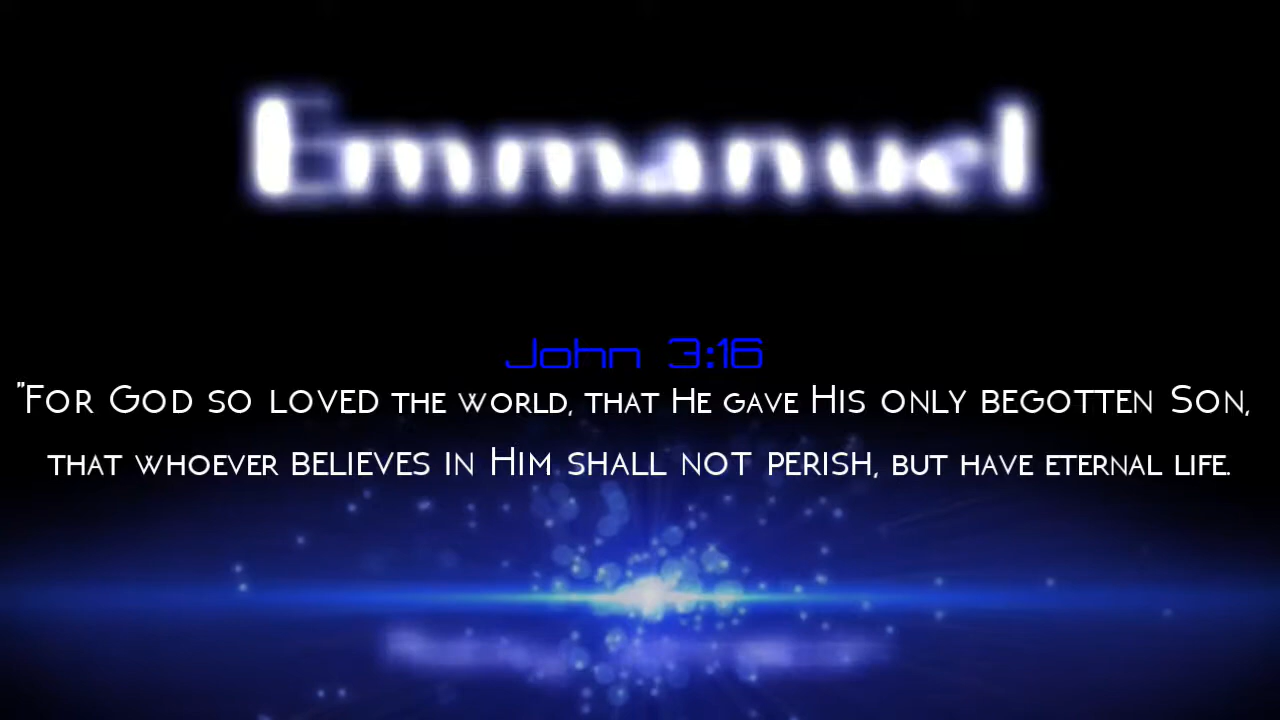 Emmanuel
John 3:16
"For God so loved the world, that He gave His only begotten Son,
that whoever believes in Him shall not perish, but have eternal life.